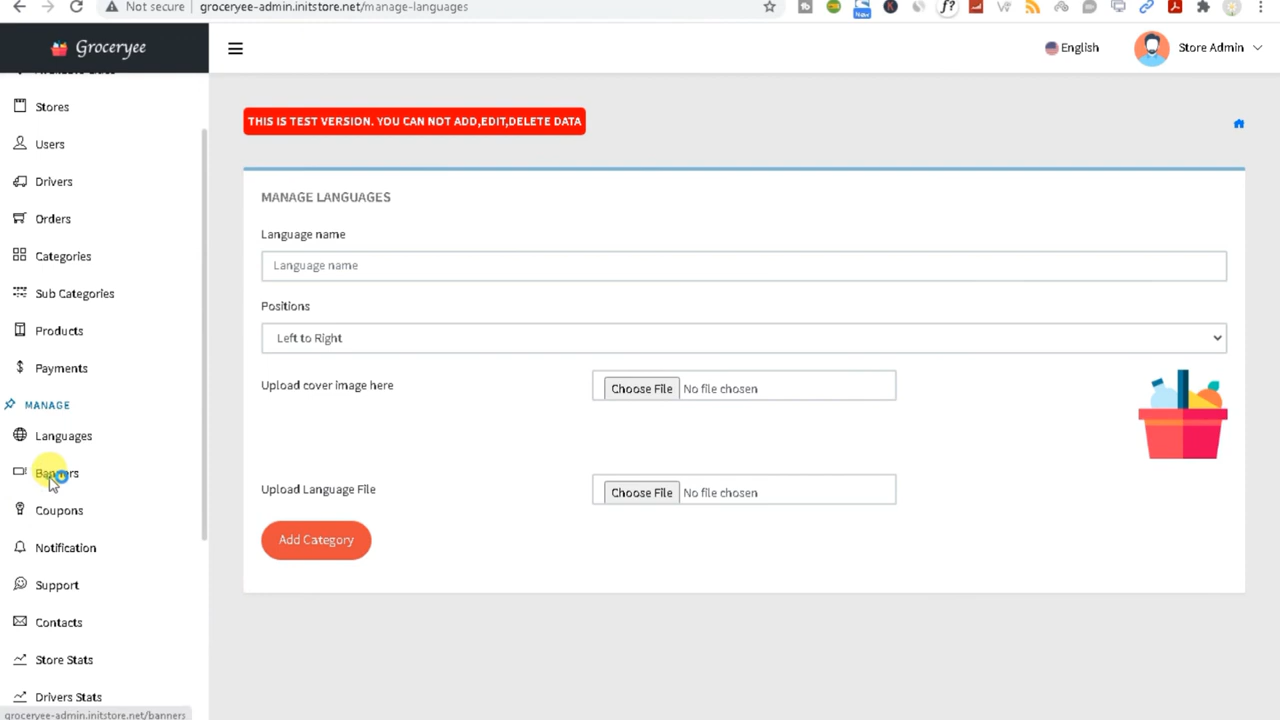 Not secure
groceryee-admin.initstore.net/manage-languages
New
f?
Groceryee
English
Store Admin
Stores
Users
Drivers
Orders
Categories
Sub Categories
Products
Payments
MANAGE
Languages
Banners
Coupons
Notification
Support
Contacts
Store Stats
Drivers Stats
groceryee-admin.initstore.net/banners
THIS IS TEST VERSION. YOU CAN NOT ADD,EDIT,DELETE DATA
MANAGE LANGUAGES
Language name
Language name
Positions
Left to Right
Upload cover image here
Choose File No file chosen
Upload Language File
Choose File No file chosen
Add Category